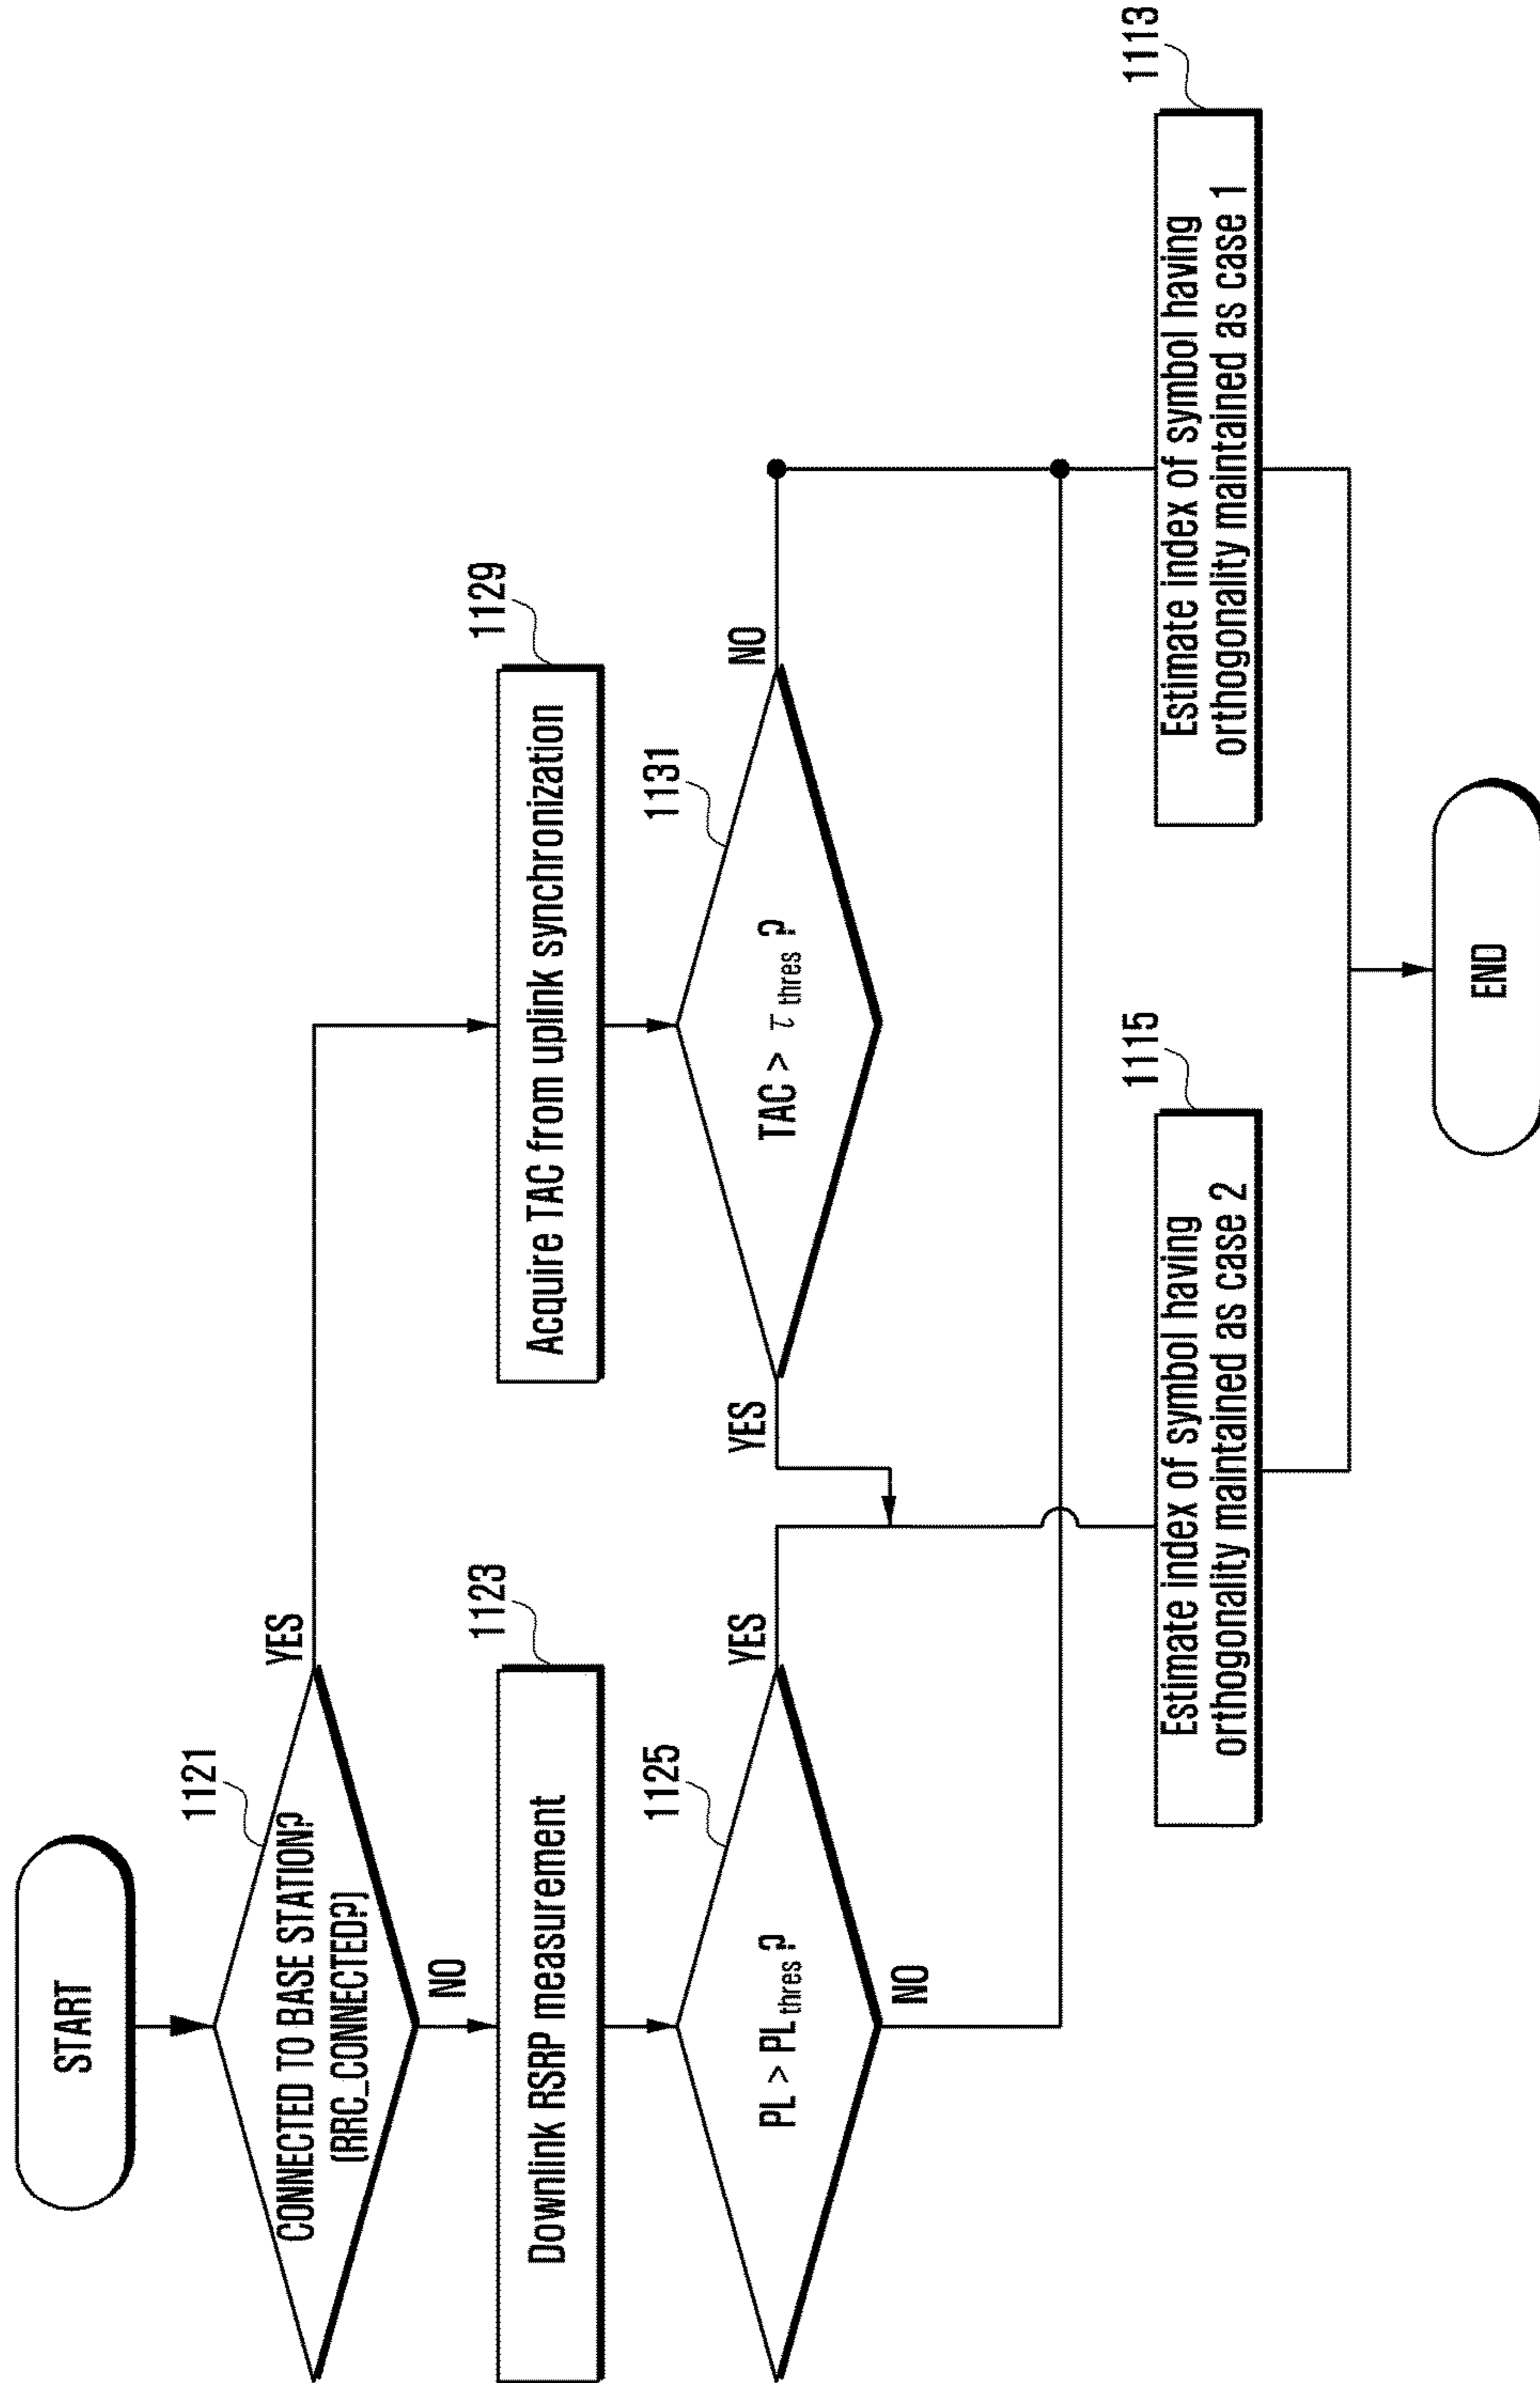 START
1121
CONNECTED TO BASE STATION?
(RRC_CONNECTED?)
YES
NO
1123
Downlink RSRP measurement
1129
Acquire TAC from uplink synchronization
1125
PL > PLthres?
YES
NO
1131
TAC > τ thres ?
YES
NO
1115
Estimate index of symbol having
orthogonality maintained as case 2
1113
Estimate index of symbol having
orthogonality maintained as case 1
END